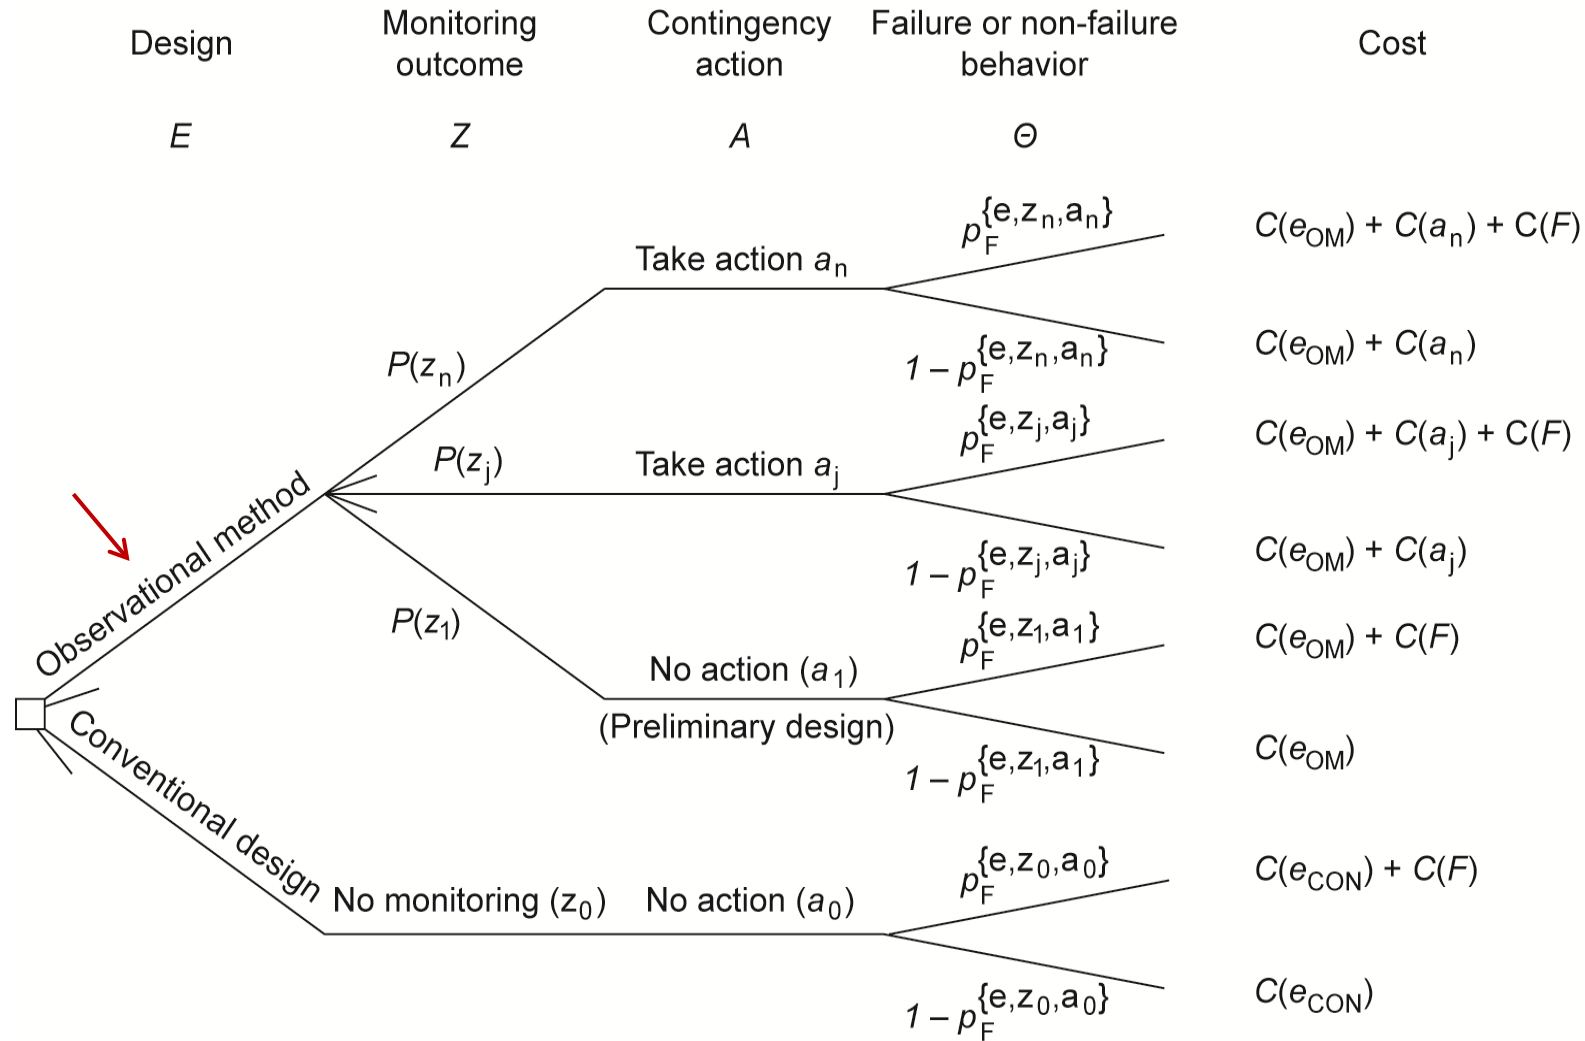 Design
Monitoring
outcome
Contingency
action
Failure or non-failure
behavior
Cost
E
Z
A
Θ
p_F^{e,z_n,a_n}
C(e_OM) + C(a_n) + C(F)
Take action a_n
P(z_n)
1 – p_F^{e,z_n,a_n}
C(e_OM) + C(a_n)
p_F^{e,z_j,a_j}
C(e_OM) + C(a_j) + C(F)
P(z_j)
Take action a_j
Observational method
1 – p_F^{e,z_j,a_j}
C(e_OM) + C(a_j)
P(z_1)
p_F^{e,z_1,a_1}
C(e_OM) + C(F)
No action (a_1)
(Preliminary design)
1 – p_F^{e,z_1,a_1}
C(e_OM)
Conventional design
p_F^{e,z_0,a_0}
C(e_CON) + C(F)
No monitoring (z_0)
No action (a_0)
1 – p_F^{e,z_0,a_0}
C(e_CON)